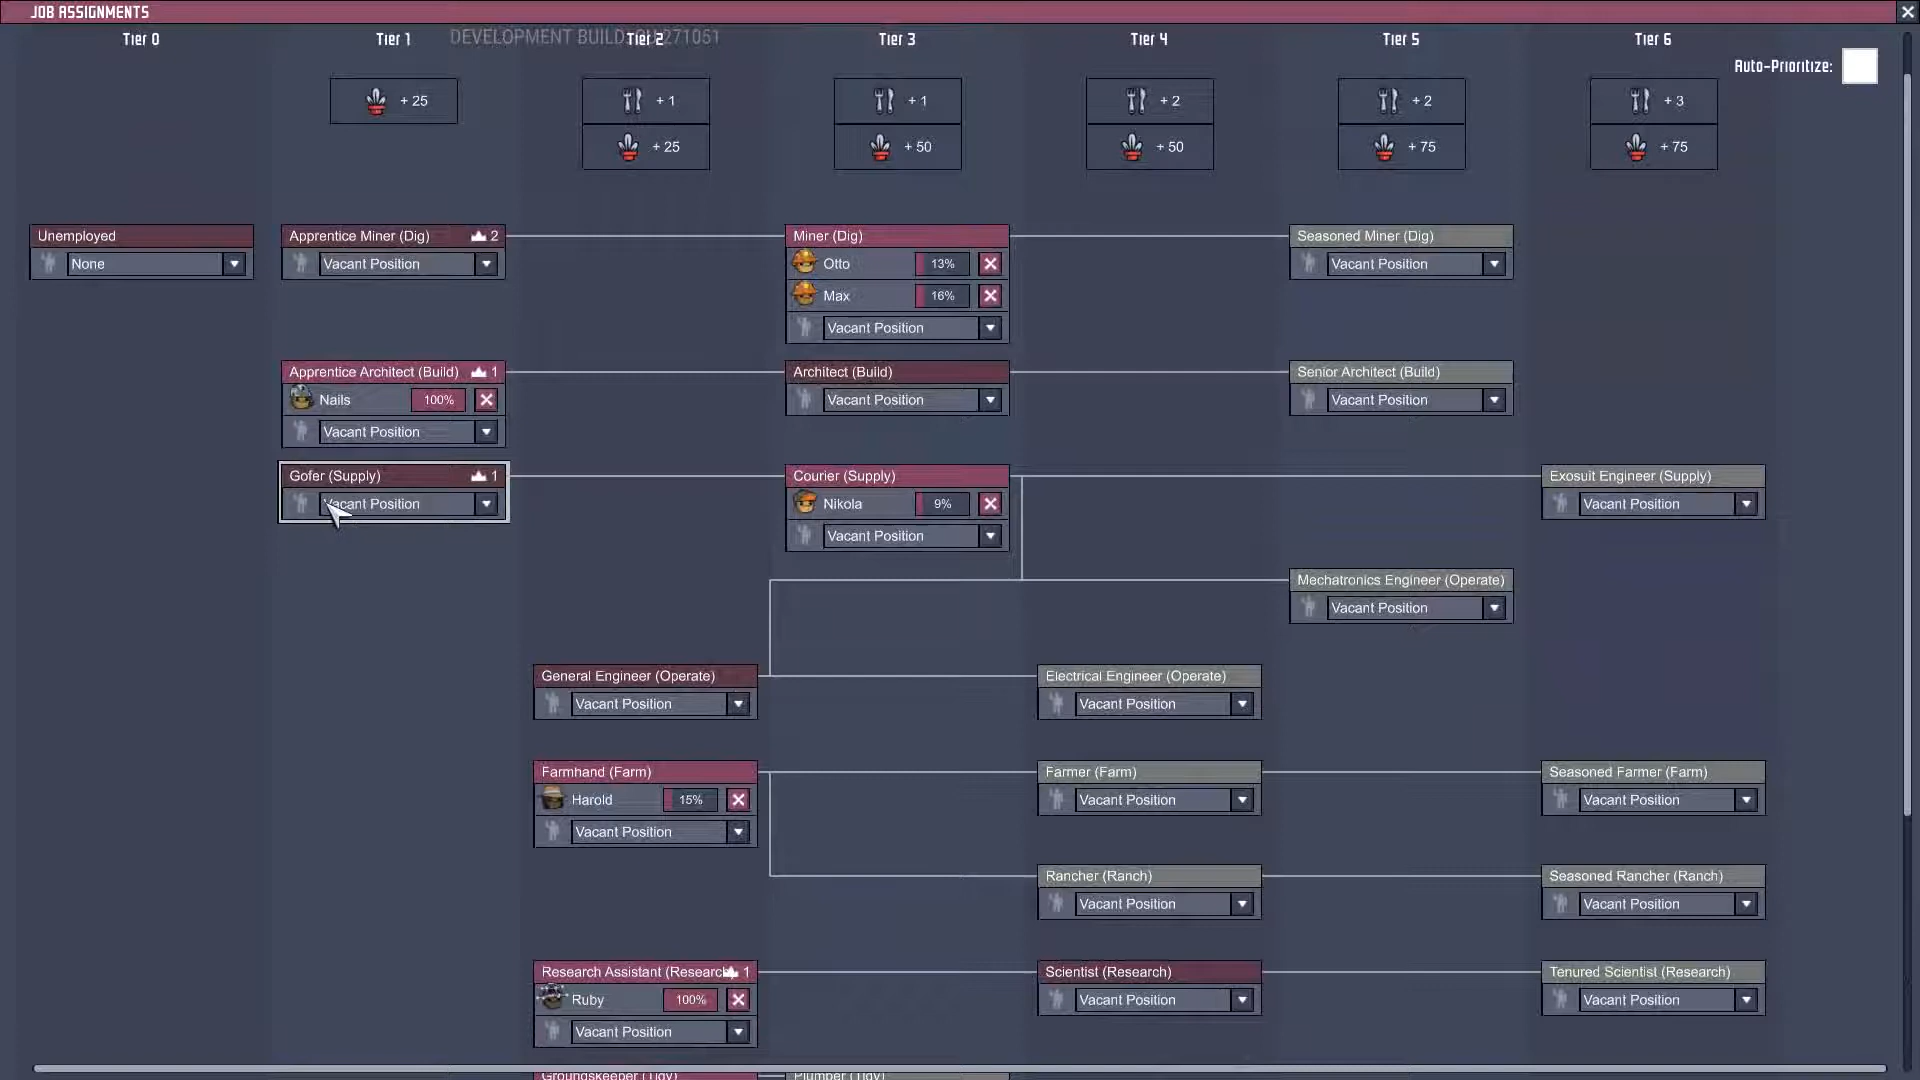 JOB ASSIGNMENTS
DEVELOPMENT BUILD: 
271051
Tier 0
Tier 1
Tier 2
Tier 3
Tier 4
Tier 5
Tier 6
Auto-Prioritize:
+ 25
+ 1
+ 1
+ 2
+ 2
+ 3
+ 25
+ 50
+ 50
+ 75
+ 75
Unemployed
None
Apprentice Miner (Dig) 2
Vacant Position
Miner (Dig)
Otto 13%
Max 16%
Vacant Position
Seasoned Miner (Dig)
Vacant Position
Apprentice Architect (Build) 1
Nails 100%
Vacant Position
Architect (Build)
Vacant Position
Senior Architect (Build)
Vacant Position
Gofer (Supply) 1
Vacant Position
Courier (Supply)
Nikola 9%
Vacant Position
Exosuit Engineer (Supply)
Vacant Position
Mechatronics Engineer (Operate)
Vacant Position
General Engineer (Operate)
Vacant Position
Electrical Engineer (Operate)
Vacant Position
Farmhand (Farm)
Harold 15%
Vacant Position
Farmer (Farm)
Vacant Position
Seasoned Farmer (Farm)
Vacant Position
Rancher (Ranch)
Vacant Position
Seasoned Rancher (Ranch)
Vacant Position
Research Assistant (Research 1
Ruby 100%
Vacant Position
Scientist (Research)
Vacant Position
Tenured Scientist (Research)
Vacant Position
Groundskeeper (Tidy)
Plumber (Tidy)